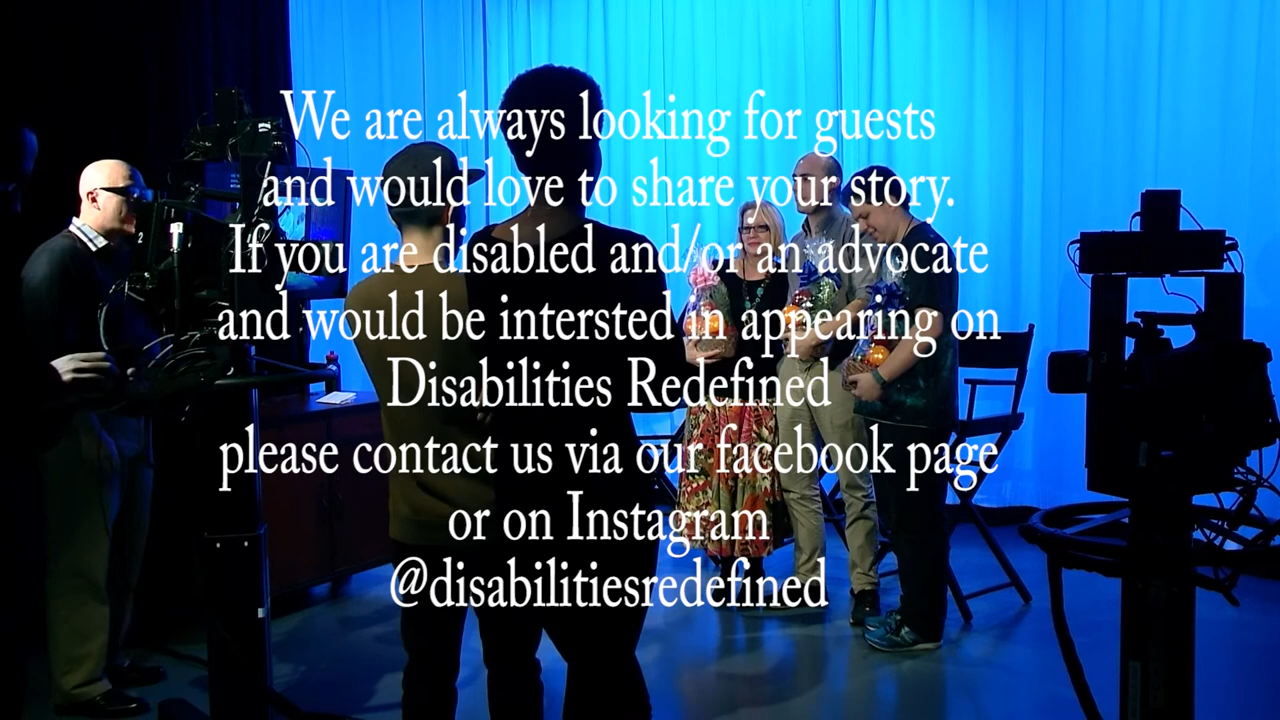 We are always looking for guests
and would love to share your story.
If you are disabled and/or an advocate
and would be intersted in appearing on
Disabilities Redefined
please contact us via our facebook page
or on Instagram
@disabilitiesredefined